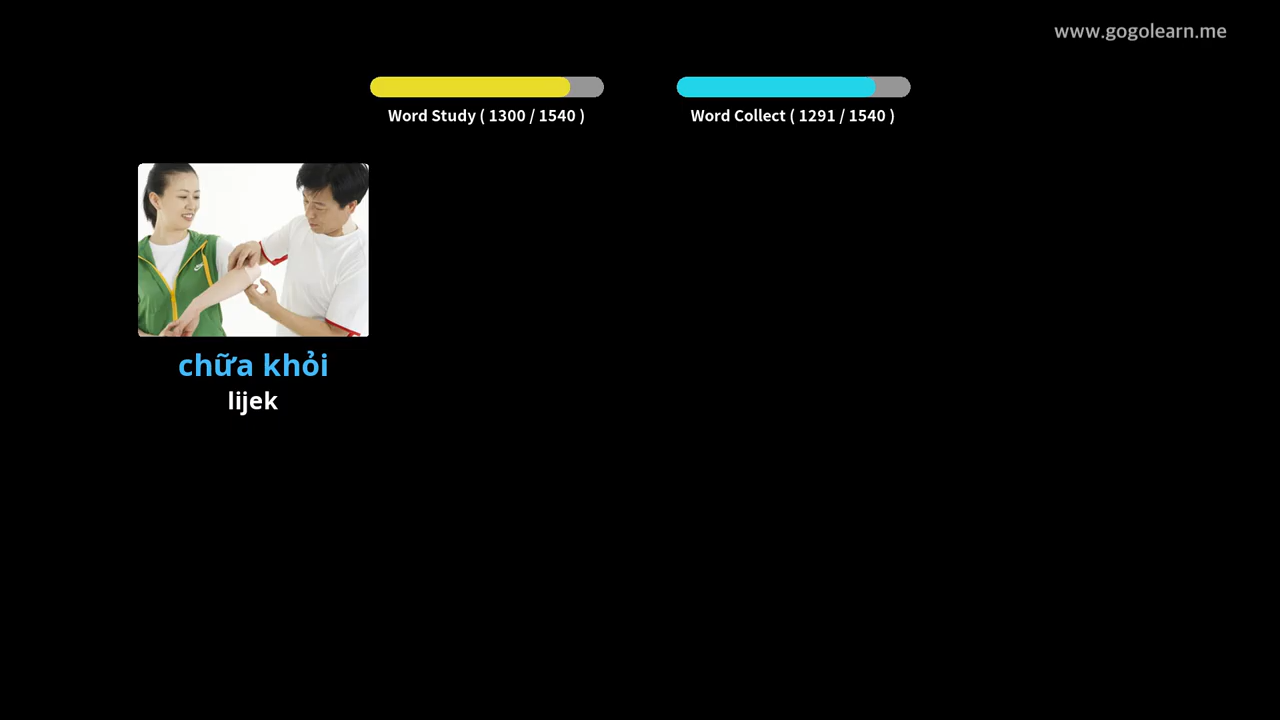 www.gogolearn.me
Word Study ( 1300 / 1540 )
Word Collect ( 1291 / 1540 )
chữa khỏi
lijek